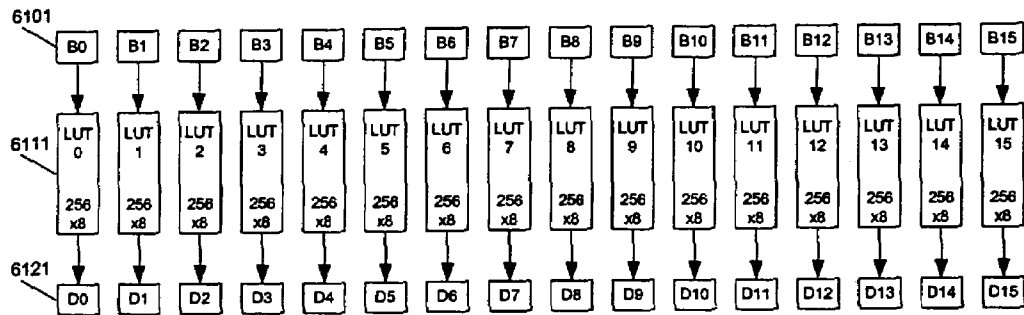 6101
B0 B1 B2 B3 B4 B5 B6 B7 B8 B9 B10 B11 B12 B13 B14 B15
6111
LUT LUT LUT LUT LUT LUT LUT LUT LUT LUT LUT LUT LUT LUT LUT LUT
0 1 2 3 4 5 6 7 8 9 10 11 12 13 14 15
256 256 256 256 256 256 256 256 256 256 256 256 256 256 256 256
x8 x8 x8 x8 x8 x8 x8 x8 x8 x8 x8 x8 x8 x8 x8 x8
6121
D0 D1 D2 D3 D4 D5 D6 D7 D8 D9 D10 D11 D12 D13 D14 D15